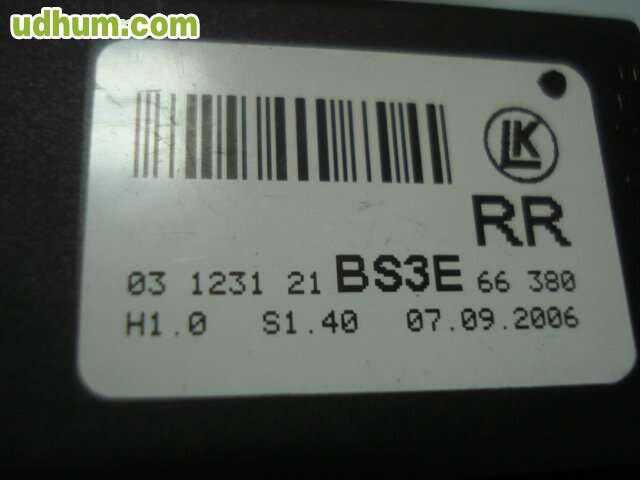 udhum.com
LK
RR
03 1231 21 BS3E 66 380
H1.0 S1.40 07.09.2006